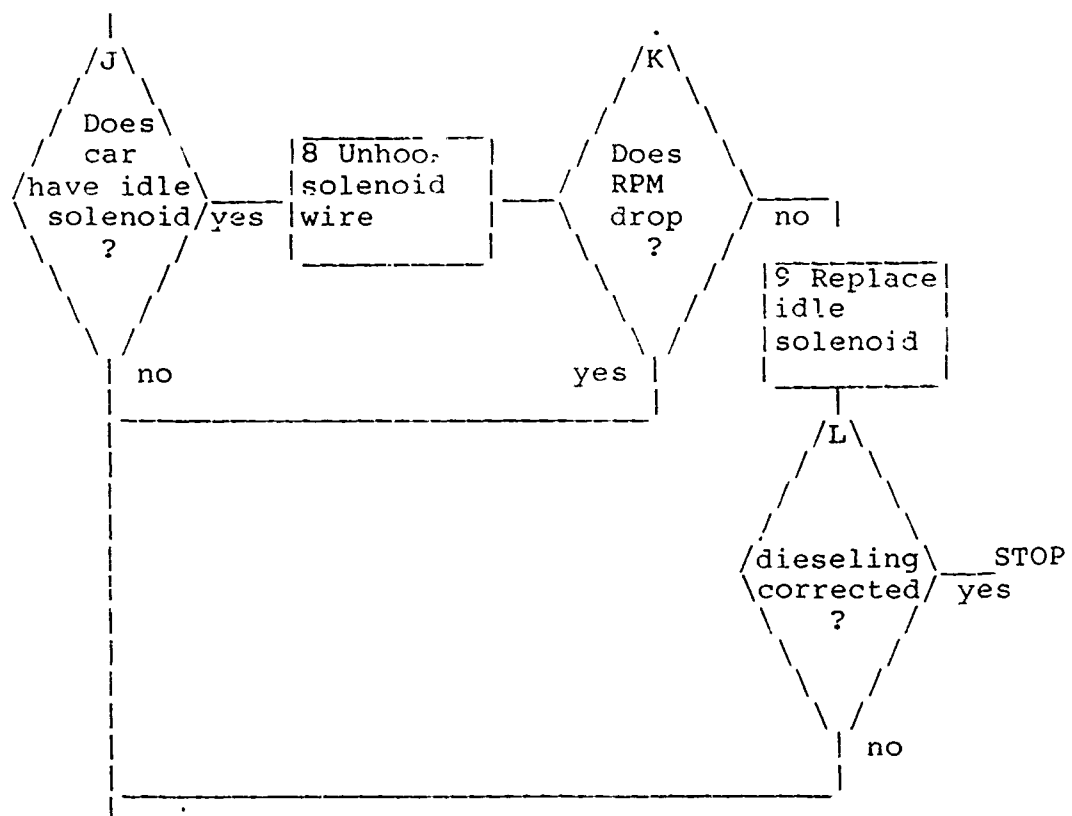 J
Does
car
have idle
solenoid
?
yes
no
8
solenoid
wire
K
Does
RPM
drop
?
no
yes
9 Replace
idle
solenoid
L
dieseling
corrected
?
yes
STOP
no